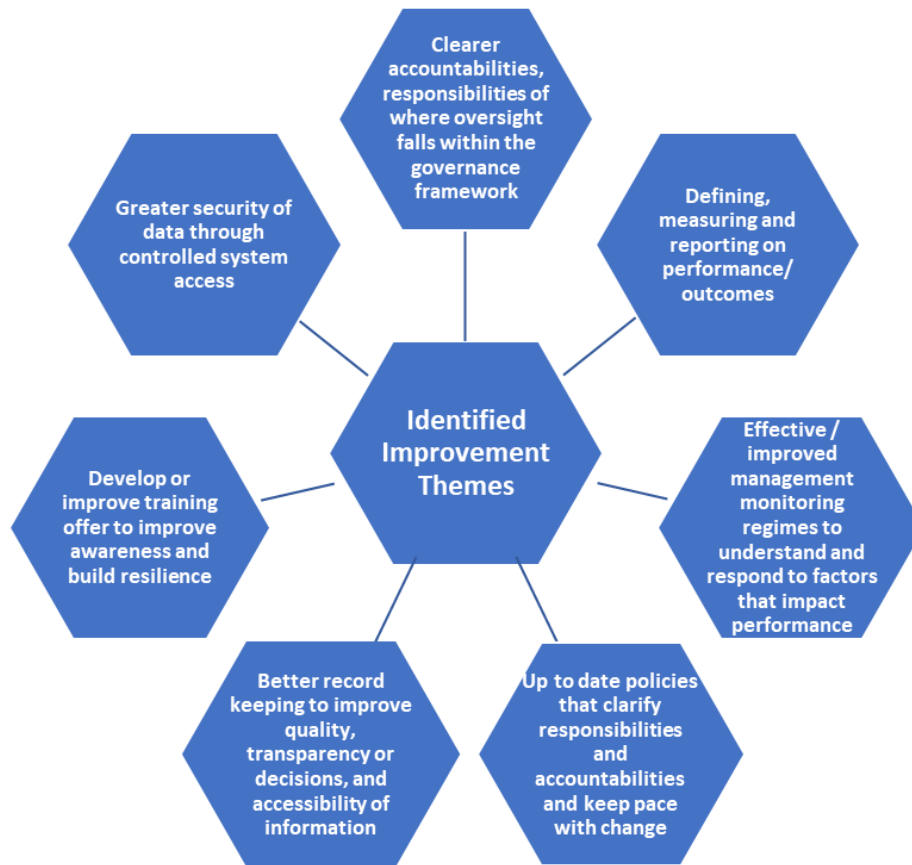 Clearer
accountabilities,
responsibilities of
where oversight
falls within the
governance
framework
Greater security of
data through
controlled system
access
Defining,
measuring and
reporting on
performance/
outcomes
Identified
Improvement
Themes
Effective /
improved
management
monitoring
regimes to
understand and
respond to factors
that impact
performance
Develop or
improve training
offer to improve
awareness and
build resilience
Better record
keeping to improve
quality,
transparency or
decisions, and
accessibility of
information
Up to date policies
that clarify
responsibilities
and
accountabilities
and keep pace
with change